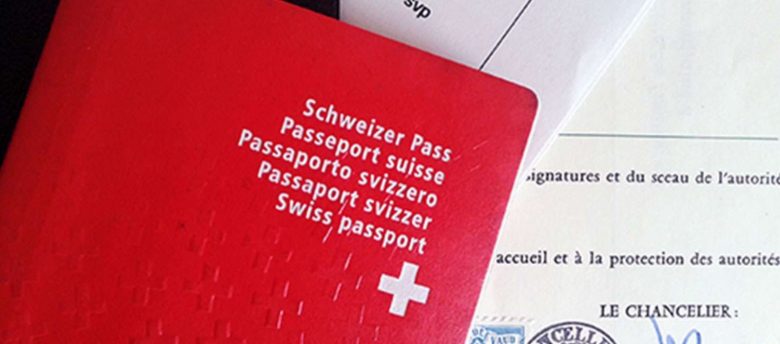 svp
Schweizer Pass
Passeport suisse
Passaporto svizzero
Passaport svizzer
Swiss passport
signatures et du sceau de l'autorité
accueil et à la protection des autorités
LE CHANCELIER: